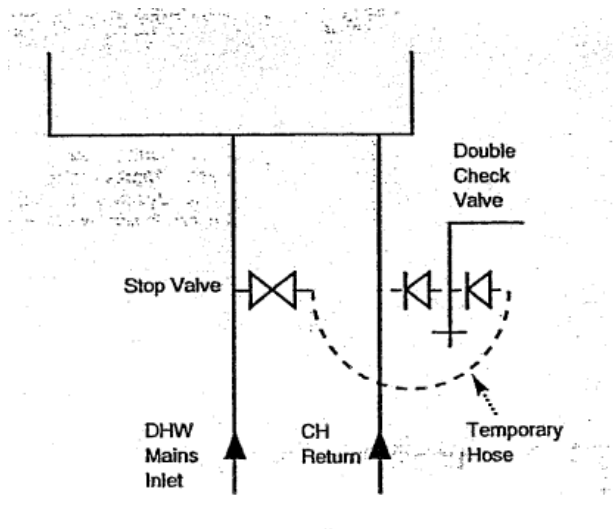 Double
Check
Valve
Stop Valve
DHW
Mains
Inlet
CH
Return
Temporary
Hose